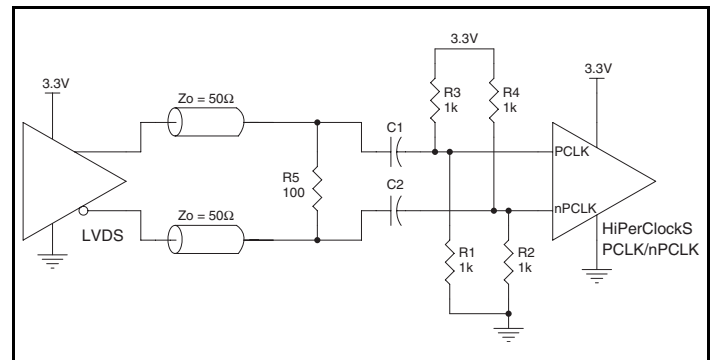 3.3V
3.3V
3.3V
Zo = 50Ω
R3
1k
R4
1k
C1
PCLK
R5
100
C2
nPCLK
Zo = 50Ω
LVDS
HiPerClockS
PCLK/nPCLK
R1
1k
R2
1k